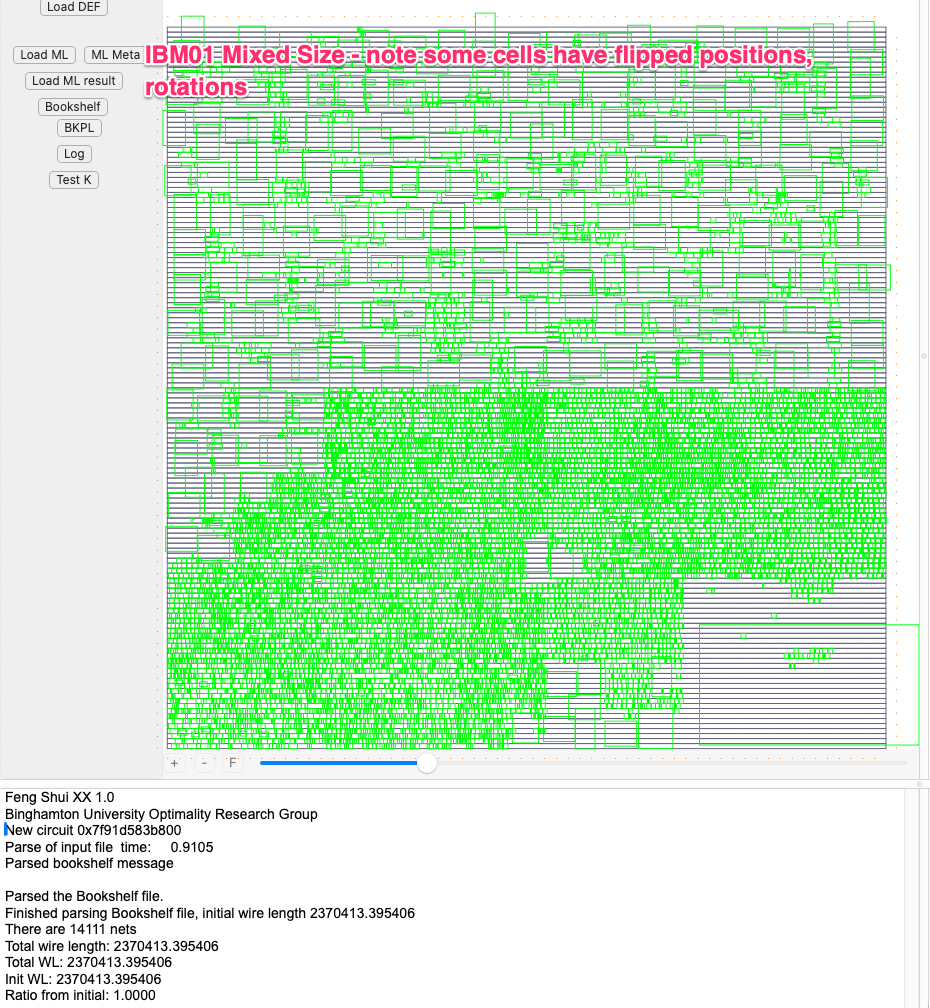 Load DEF
Load ML
ML Meta
IBM01 Mixed Size - note some cells have flipped positions,
rotations
Load ML result
Bookshelf
BKPL
Log
Test K
+ - F
Feng Shui XX 1.0
Binghamton University Optimality Research Group
New circuit 0x7f91d583b800
Parse of input file time: 0.9105
Parsed bookshelf message
Parsed the Bookshelf file.
Finished parsing Bookshelf file, initial wire length 2370413.395406
There are 14111 nets
Total wire length: 2370413.395406
Total WL: 2370413.395406
Init WL: 2370413.395406
Ratio from initial: 1.0000